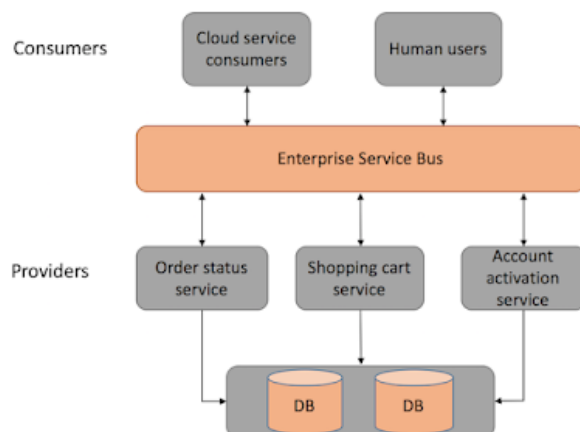 Consumers
Cloud service
consumers
Human users
Enterprise Service Bus
Providers
Order status
service
Shopping cart
service
Account
activation
service
DB
DB